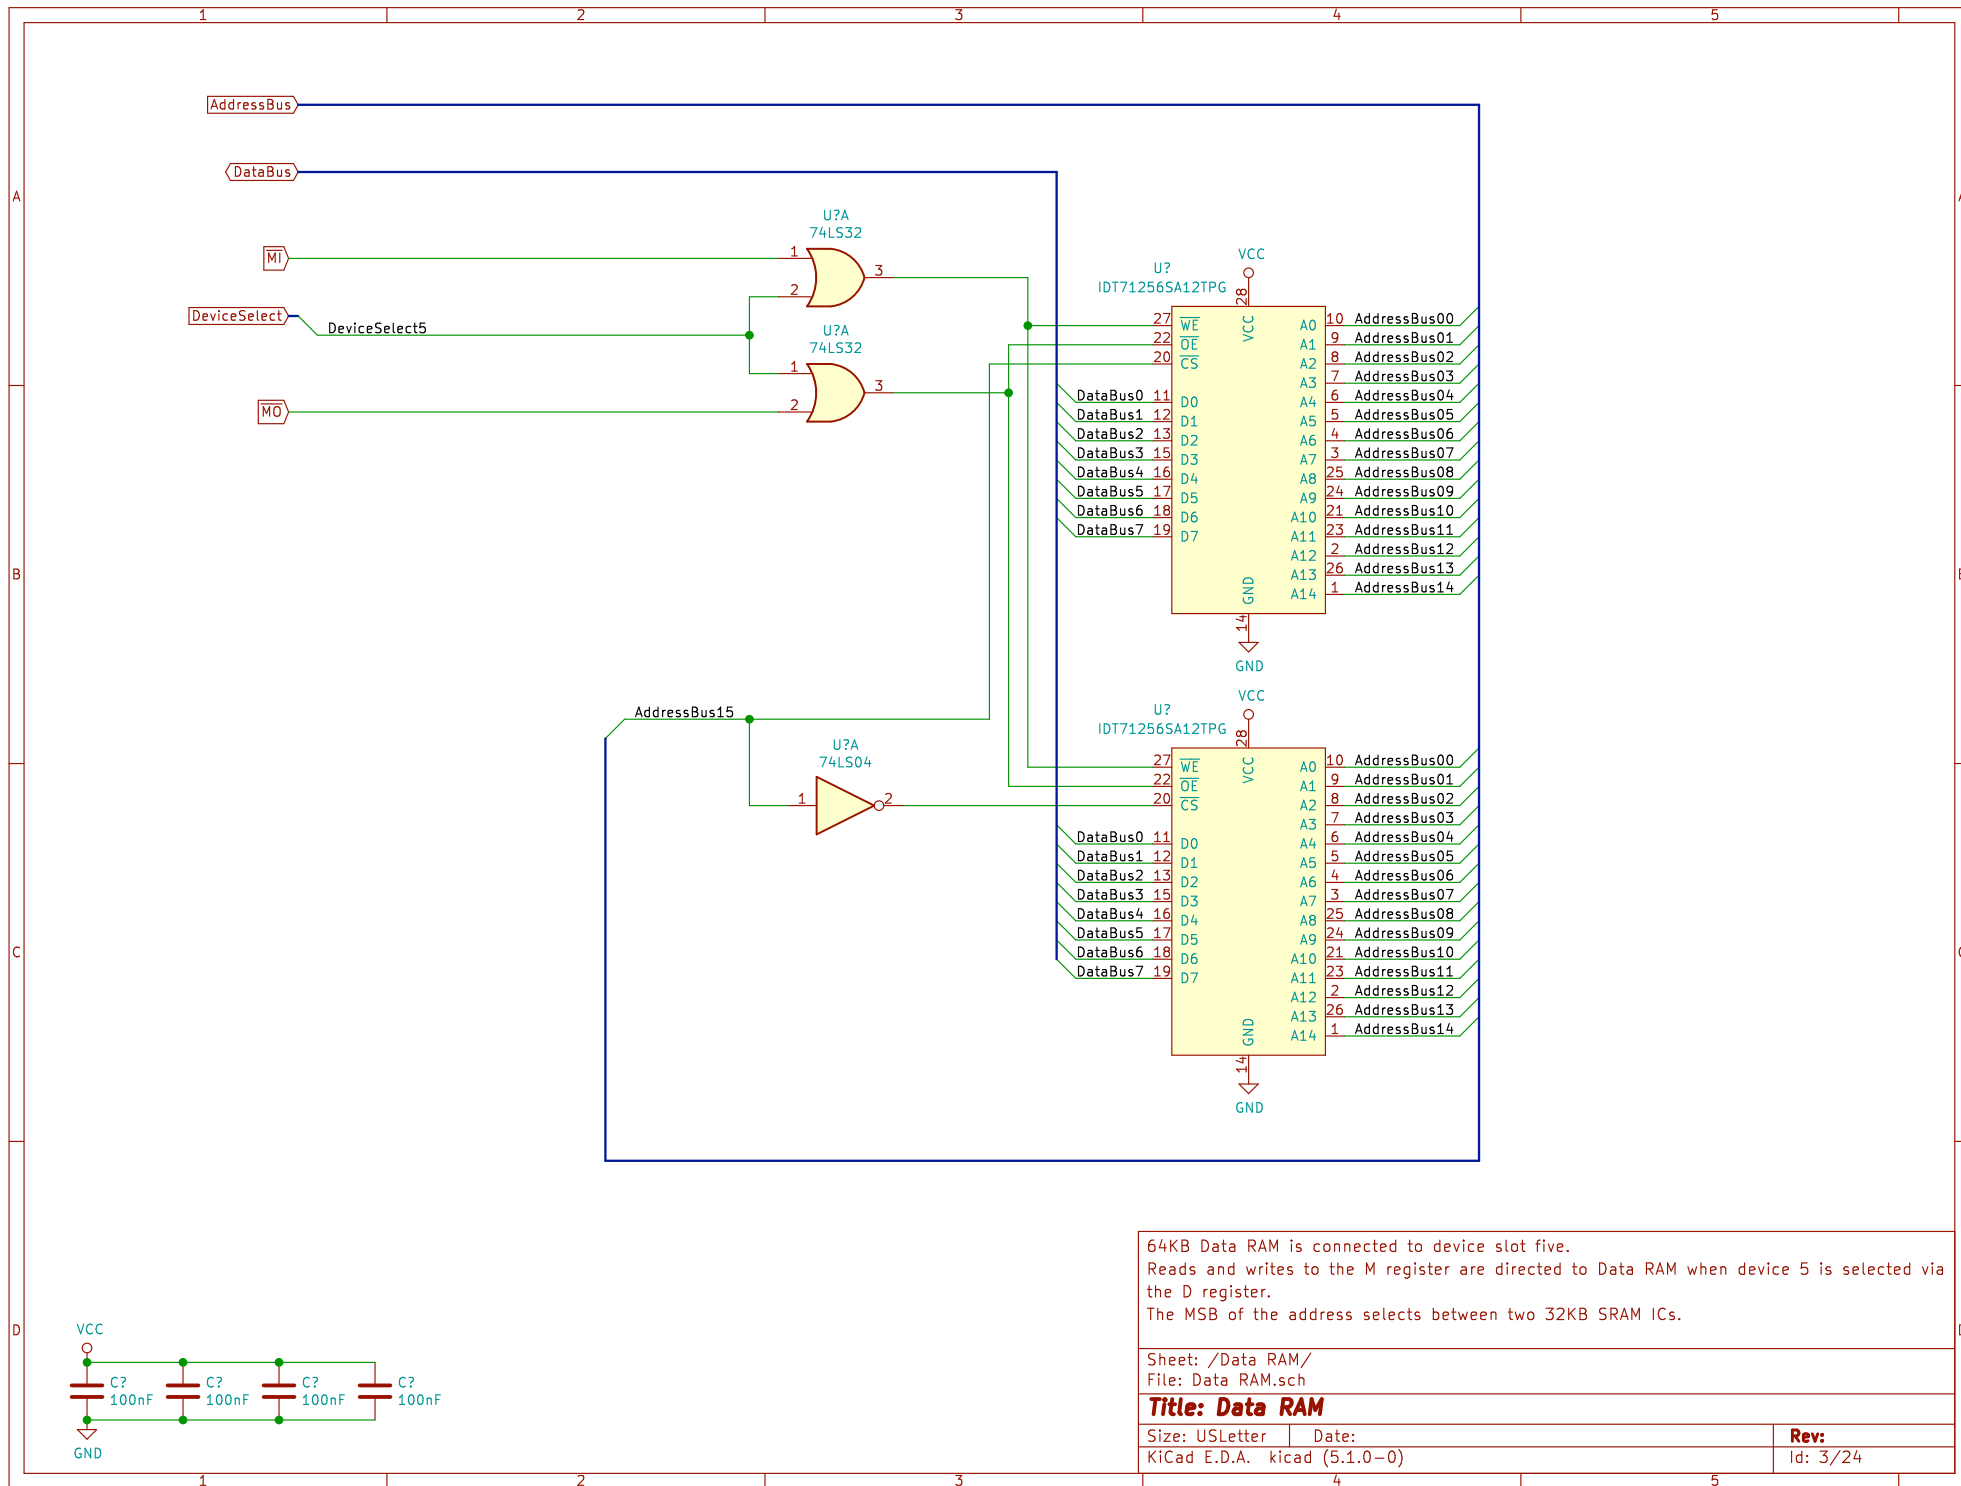 1 2 3 4 5
AddressBus
DataBus
A
U?A
74LS32
MI
1
2
3
DeviceSelect
DeviceSelect5
U?A
74LS32
MO
1
2
3
VCC
U?
IDT71256SA12TPG
28
VCC
27 WE A0 10 AddressBus00
22 OE A1 9 AddressBus01
20 CS A2 8 AddressBus02
A3 7 AddressBus03
DataBus0 11 D0 A4 6 AddressBus04
DataBus1 12 D1 A5 5 AddressBus05
DataBus2 13 D2 A6 4 AddressBus06
DataBus3 15 D3 A7 3 AddressBus07
DataBus4 16 D4 A8 25 AddressBus08
DataBus5 17 D5 A9 24 AddressBus09
DataBus6 18 D6 A10 21 AddressBus10
DataBus7 19 D7 A11 23 AddressBus11
A12 2 AddressBus12
A13 26 AddressBus13
A14 1 AddressBus14
GND
14
GND
B
AddressBus15
U?A
74LS04
1
2
VCC
U?
IDT71256SA12TPG
28
VCC
27 WE A0 10 AddressBus00
22 OE A1 9 AddressBus01
20 CS A2 8 AddressBus02
A3 7 AddressBus03
DataBus0 11 D0 A4 6 AddressBus04
DataBus1 12 D1 A5 5 AddressBus05
DataBus2 13 D2 A6 4 AddressBus06
DataBus3 15 D3 A7 3 AddressBus07
DataBus4 16 D4 A8 25 AddressBus08
DataBus5 17 D5 A9 24 AddressBus09
DataBus6 18 D6 A10 21 AddressBus10
DataBus7 19 D7 A11 23 AddressBus11
A12 2 AddressBus12
A13 26 AddressBus13
A14 1 AddressBus14
GND
14
GND
C
D
VCC
C? C? C? C?
100nF 100nF 100nF 100nF
GND
64KB Data RAM is connected to device slot five.
Reads and writes to the M register are directed to Data RAM when device 5 is selected via
the D register.
The MSB of the address selects between two 32KB SRAM ICs.
Sheet: /Data RAM/
File: Data RAM.sch
Title: Data RAM
Size: USLetter Date: Rev:
KiCad E.D.A. kicad (5.1.0-0) Id: 3/24
1 2 3 4 5